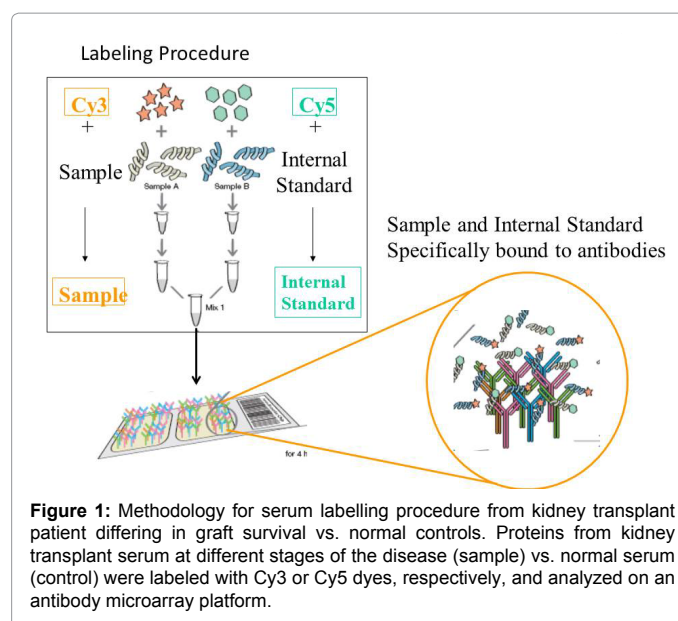 Labeling Procedure
Cy3
Cy5
+
+
+
+
Sample
Internal
Standard
Sample A
Sample B
Sample
Internal
Standard
Mix 1
Sample and Internal Standard
Specifically bound to antibodies
for 4 h
Figure 1: Methodology for serum labelling procedure from kidney transplant
patient differing in graft survival vs. normal controls. Proteins from kidney
transplant serum at different stages of the disease (sample) vs. normal serum
(control) were labeled with Cy3 or Cy5 dyes, respectively, and analyzed on an
antibody microarray platform.